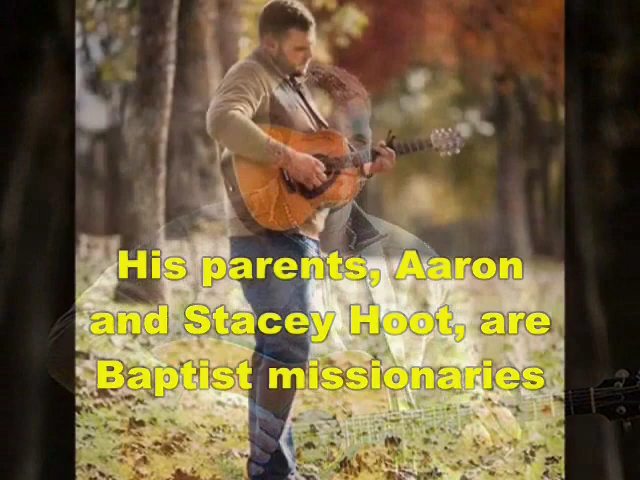 His parents, Aaron
and Stacey Hoot, are
Baptist missionaries